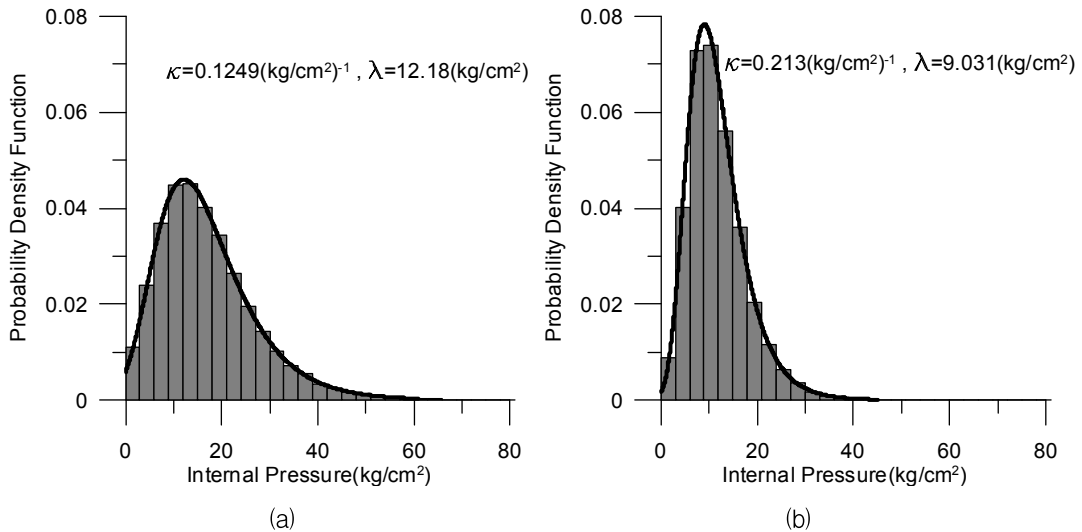 0.08
0.06
0.04
0.02
0
Probability Density Function
κ=0.1249(kg/cm²)⁻¹ , λ=12.18(kg/cm²)
0 20 40 60 80
Internal Pressure(kg/cm²)
(a)
0.08
0.06
0.04
0.02
0
Probability Density Function
κ=0.213(kg/cm²)⁻¹ , λ=9.031(kg/cm²)
0 20 40 60 80
Internal Pressure(kg/cm²)
(b)